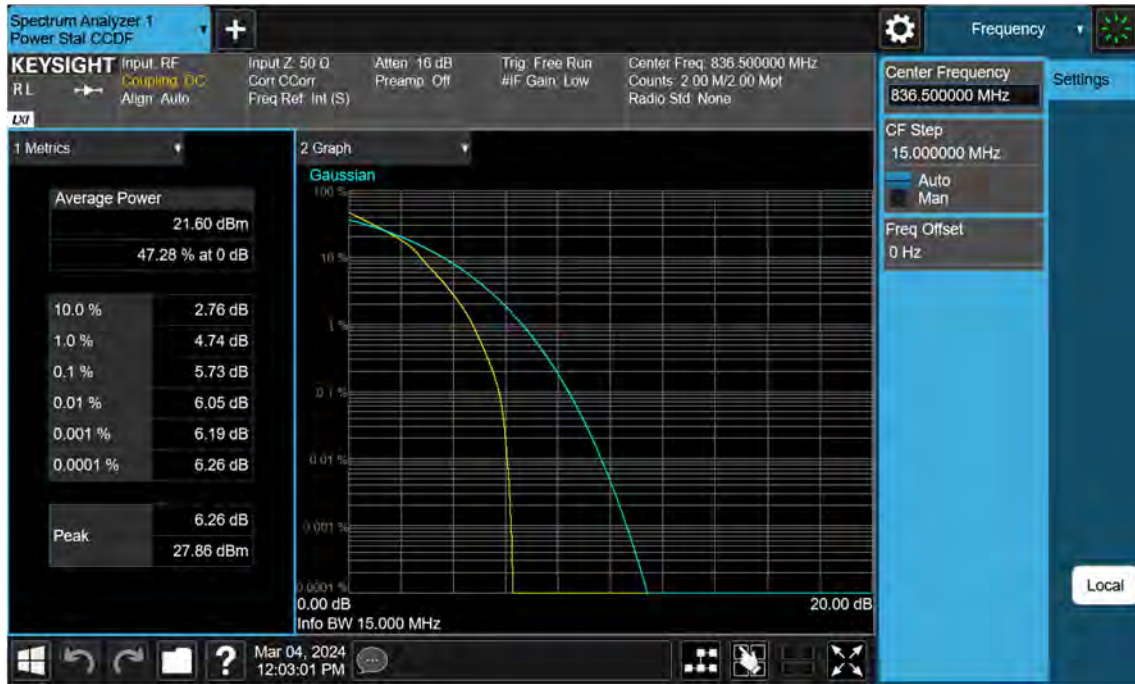 Spectrum Analyzer 1
Power Stat CCDF
+
Frequency
KEYSIGHT
RL
LXI
Input: RF
Coupling: DC
Align: Auto
Input Z: 50 Ω
Corr CCorr
Freq Ref: Int (S)
Atten: 16 dB
Preamp: Off
Trig: Free Run
#IF Gain: Low
Center Freq: 836.500000 MHz
Counts: 2.00 M/2.00 Mpt
Radio Std: None
Center Frequency
836.500000 MHz
Settings
CF Step
15.000000 MHz
Auto
Man
Freq Offset
0 Hz
1 Metrics
Average Power
21.60 dBm
47.28 % at 0 dB
10.0 % 2.76 dB
1.0 % 4.74 dB
0.1 % 5.73 dB
0.01 % 6.05 dB
0.001 % 6.19 dB
0.0001 % 6.26 dB
Peak
6.26 dB
27.86 dBm
2 Graph
Gaussian
100 %
10 %
1 %
0.1 %
0.01 %
0.001 %
0.0001 %
0.00 dB 20.00 dB
Info BW 15.000 MHz
Local
?
Mar 04, 2024
12:03:01 PM